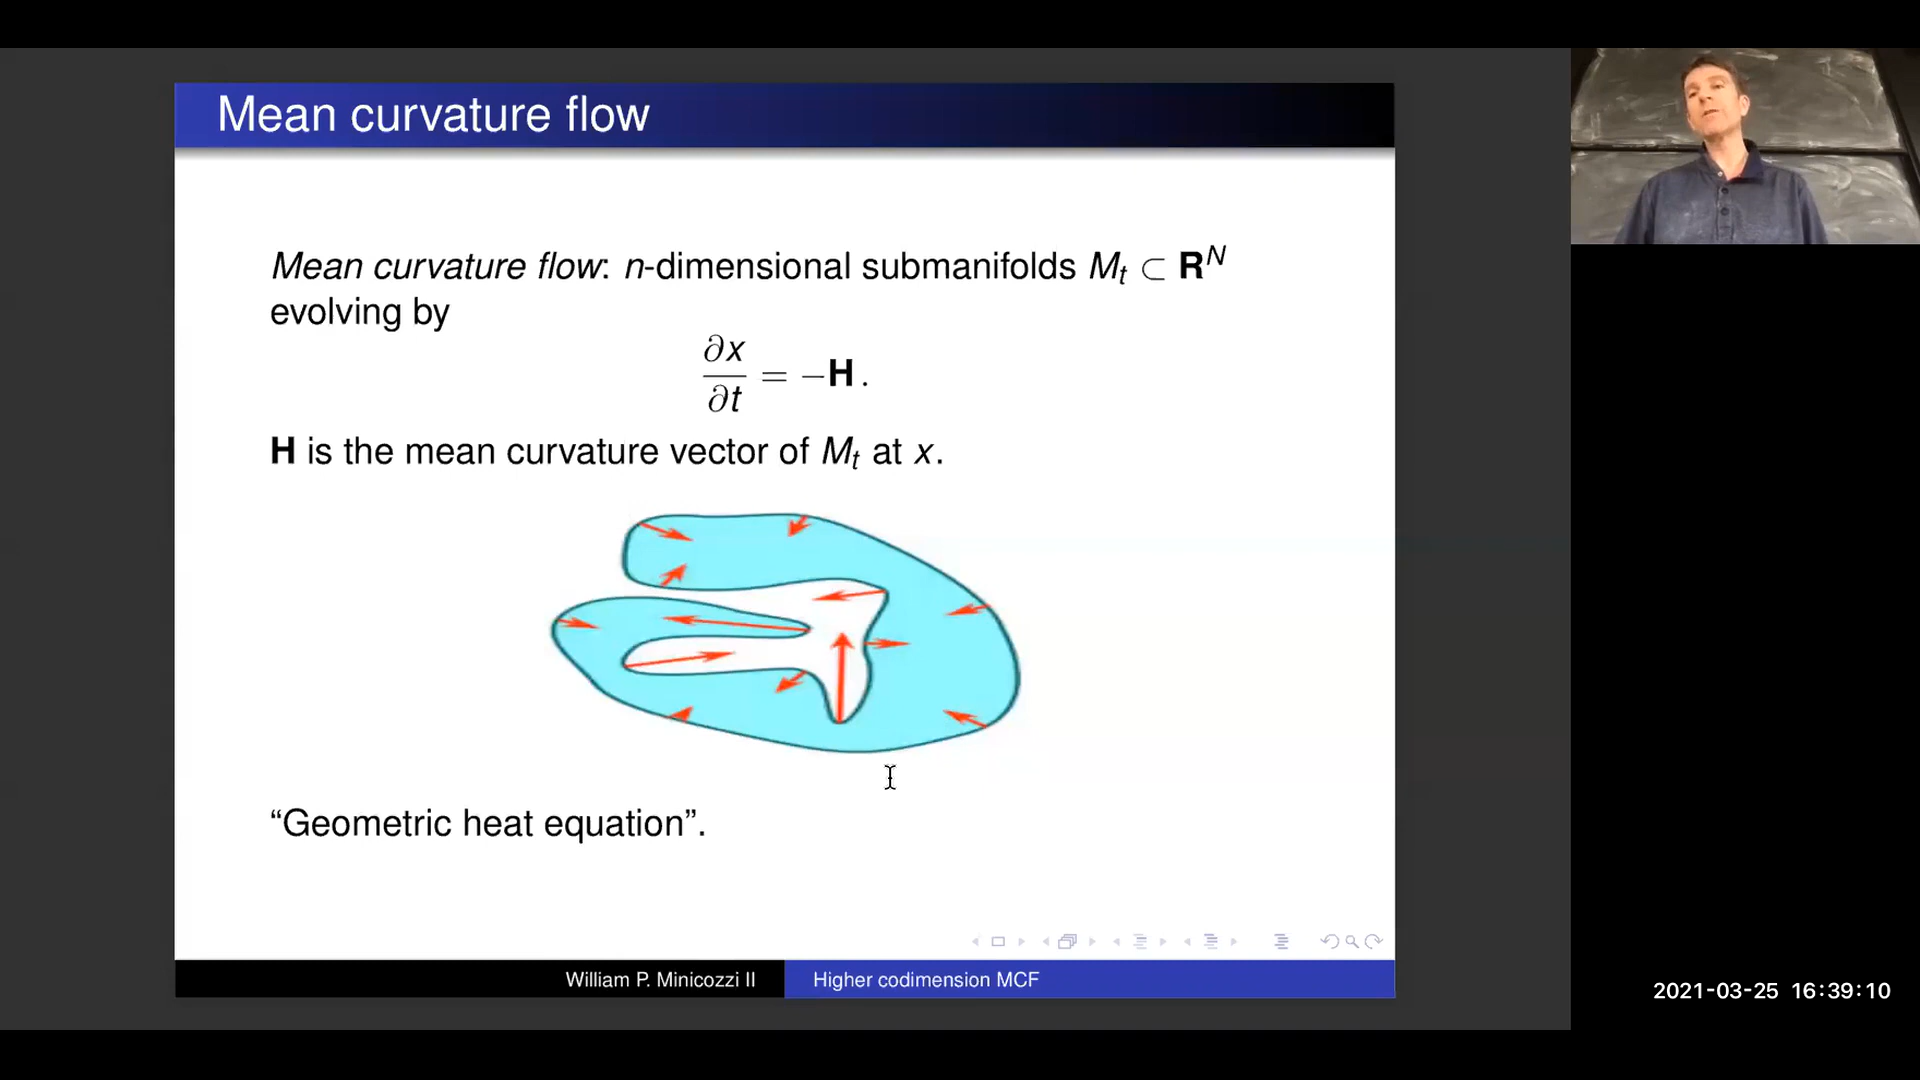 Mean curvature flow
Mean curvature flow: n-dimensional submanifolds M_t ⊂ R^N
evolving by
∂x/∂t = −H.
H is the mean curvature vector of M_t at x.
“Geometric heat equation”.
William P. Minicozzi II
Higher codimension MCF
2021-03-25 16:39:10